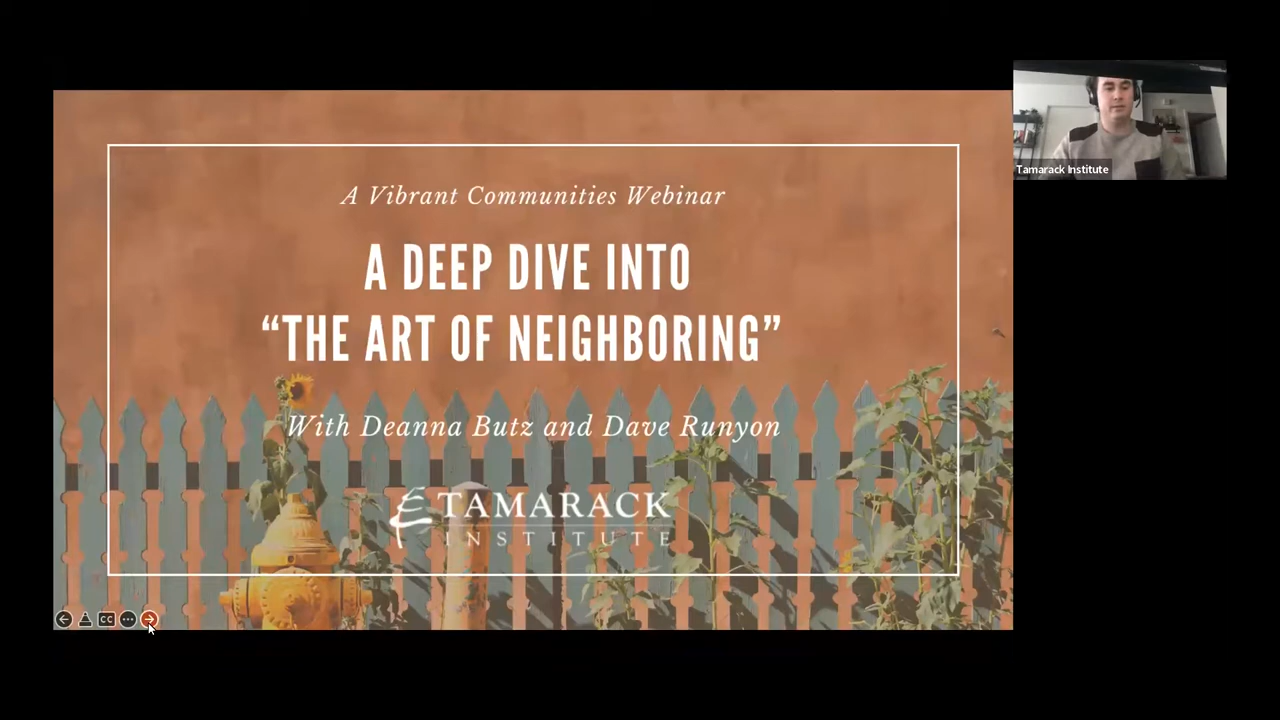 A Vibrant Communities Webinar
A DEEP DIVE INTO
“THE ART OF NEIGHBORING”
With Deanna Butz and Dave Runyon
TAMARACK
INSTITUTE
Tamarack Institute
CC